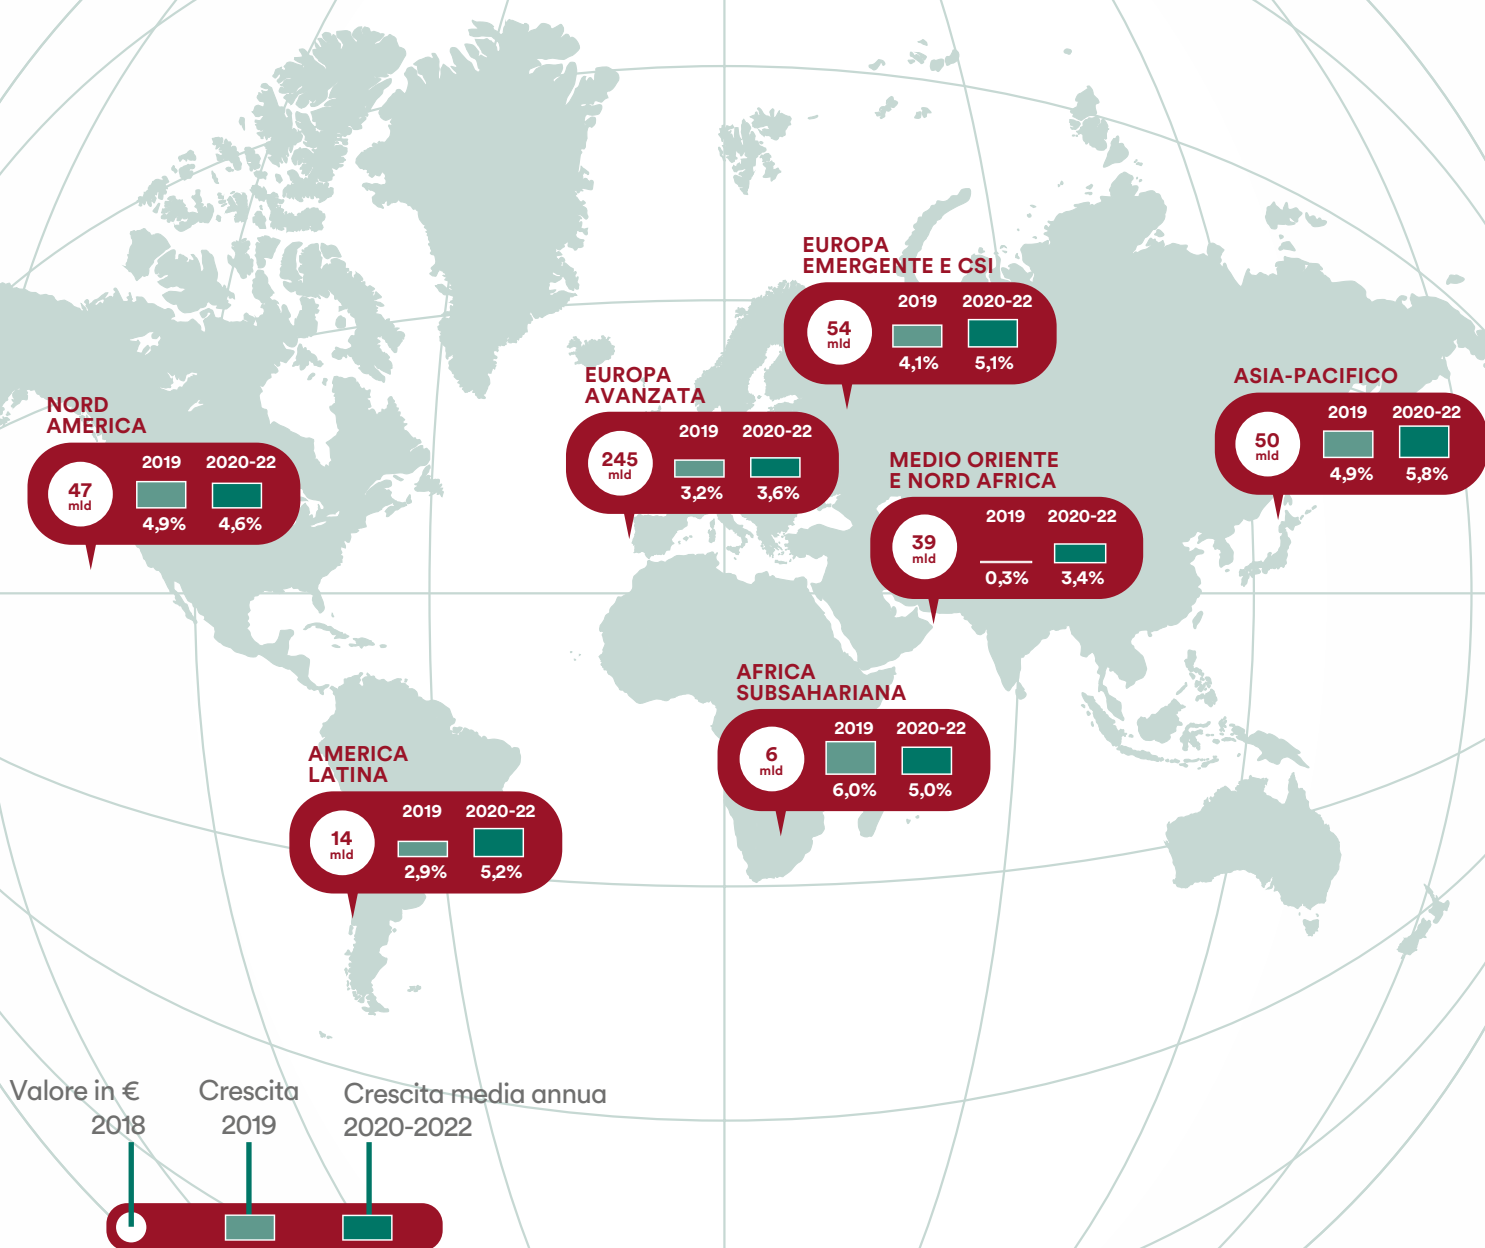 EUROPA
EMERGENTE E CSI
54
mld
2019
2020-22
4,1%
5,1%
EUROPA
AVANZATA
245
mld
2019
2020-22
3,2%
3,6%
ASIA-PACIFICO
50
mld
2019
2020-22
4,9%
5,8%
NORD
AMERICA
47
mld
2019
2020-22
4,9%
4,6%
MEDIO ORIENTE
E NORD AFRICA
39
mld
2019
2020-22
0,3%
3,4%
AFRICA
SUBSAHARIANA
6
mld
2019
2020-22
6,0%
5,0%
AMERICA
LATINA
14
mld
2019
2020-22
2,9%
5,2%
Valore in €
2018
Crescita
2019
Crescita media annua
2020-2022